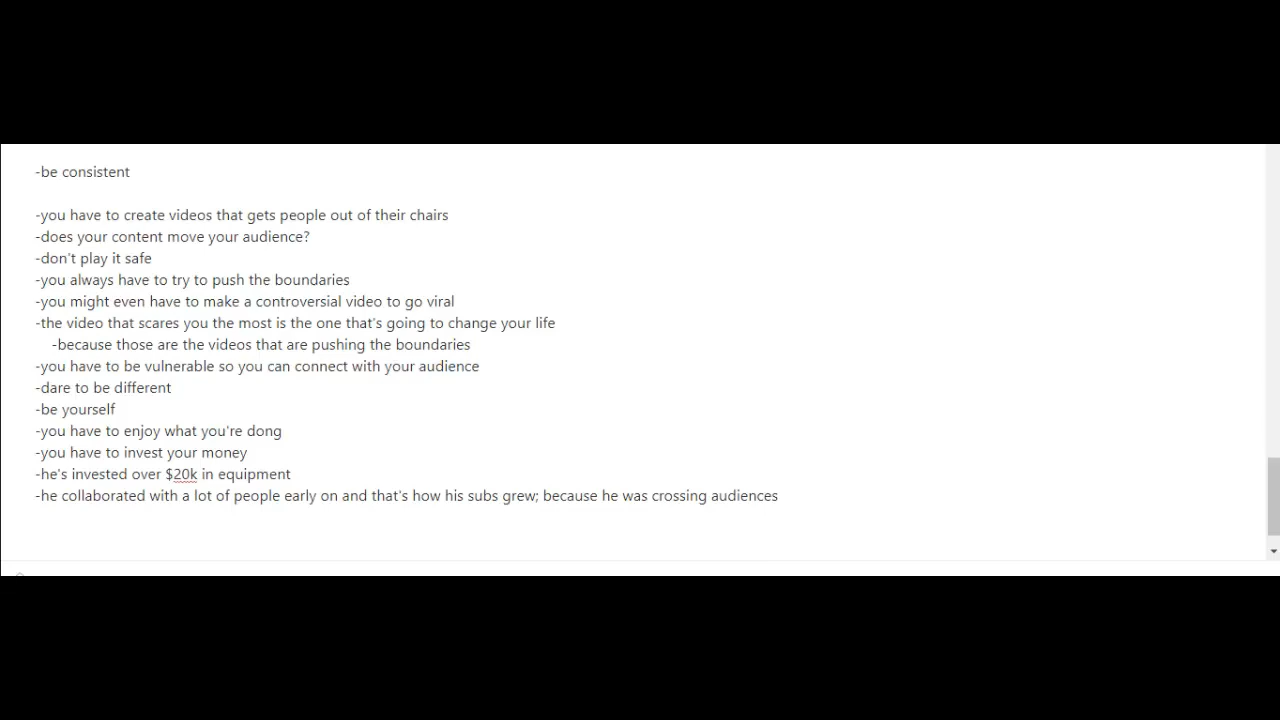 -be consistent
-you have to create videos that gets people out of their chairs
-does your content move your audience?
-don't play it safe
-you always have to try to push the boundaries
-you might even have to make a controversial video to go viral
-the video that scares you the most is the one that's going to change your life
-because those are the videos that are pushing the boundaries
-you have to be vulnerable so you can connect with your audience
-dare to be different
-be yourself
-you have to enjoy what you're dong
-you have to invest your money
-he's invested over $20k in equipment
-he collaborated with a lot of people early on and that's how his subs grew; because he was crossing audiences